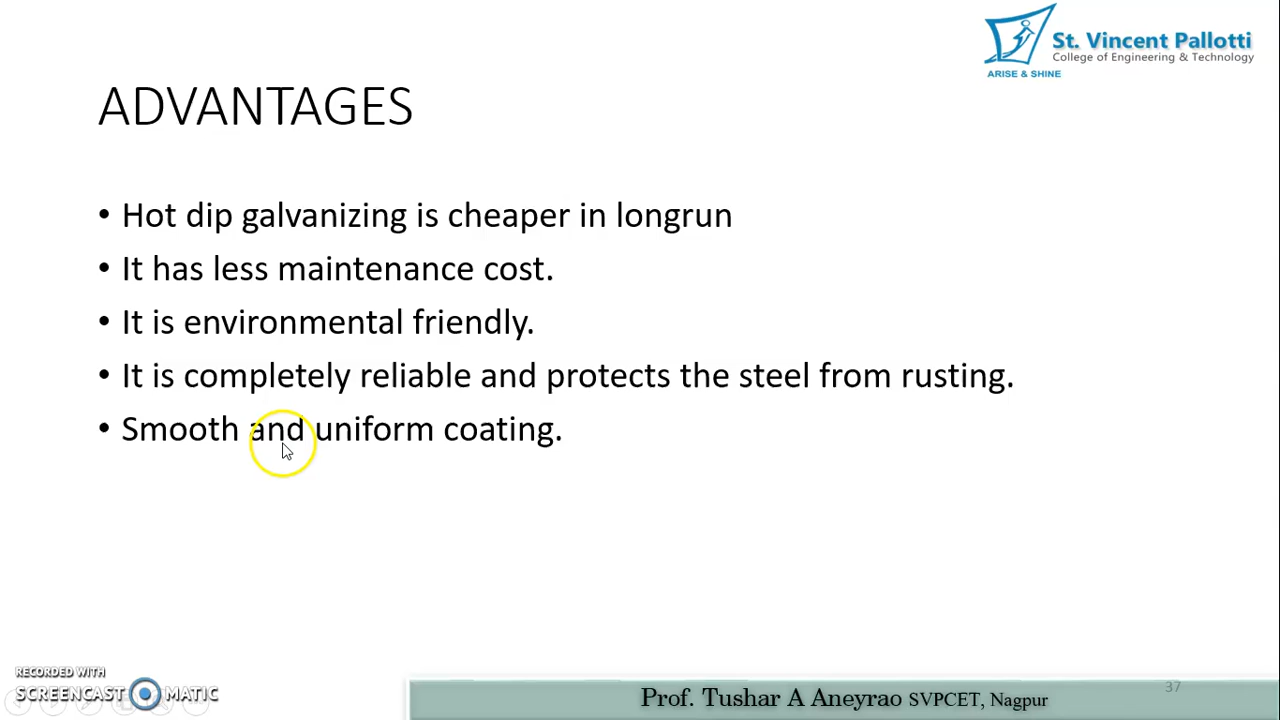 St. Vincent Pallotti
College of Engineering & Technology
ARISE & SHINE
ADVANTAGES
• Hot dip galvanizing is cheaper in longrun
• It has less maintenance cost.
• It is environmental friendly.
• It is completely reliable and protects the steel from rusting.
• Smooth and uniform coating.
RECORDED WITH
SCREENCAST MATIC
Prof. Tushar A Aneyrao SVPCET, Nagpur
37